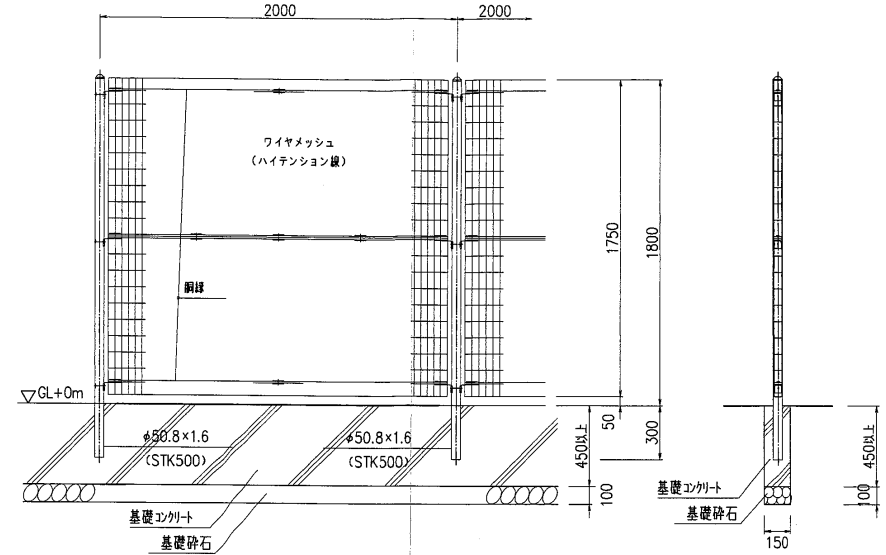 2000
2000
ワイヤメッシュ
(ハイテンション線)
1750
1800
胴縁
▽GL+0m
φ50.8×1.6
(STK500)
φ50.8×1.6
(STK500)
50
300
450以上
100
450以上
100
基礎コンクリート
基礎砕石
基礎コンクリート
基礎砕石
150